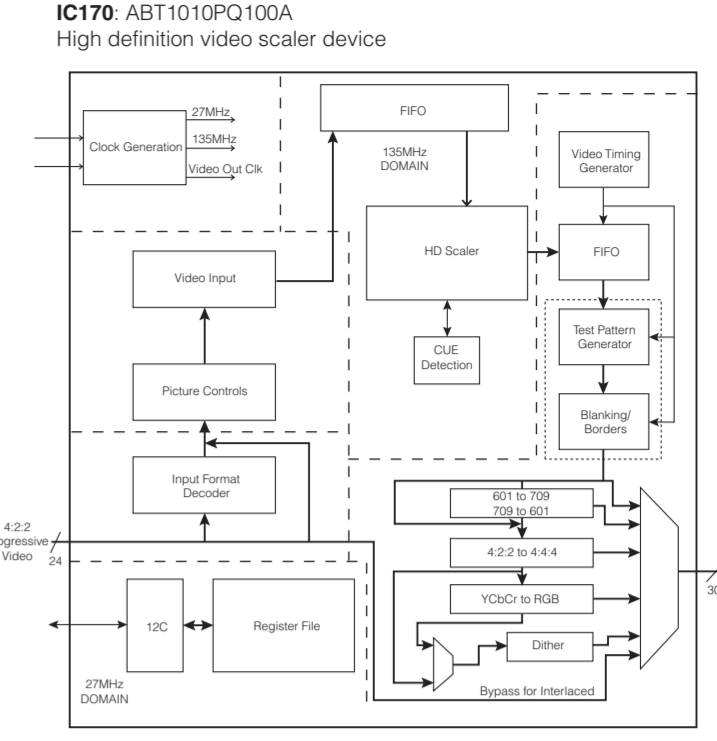 IC170: ABT1010PQ100A
High definition video scaler device
27MHz
FIFO
Clock Generation
135MHz
Video Out Clk
135MHz
DOMAIN
Video Timing
Generator
Video Input
HD Scaler
FIFO
Test Pattern
Generator
CUE
Detection
Picture Controls
Blanking/
Borders
Input Format
Decoder
601 to 709
709 to 601
4:2:2
ogressive
Video
24
4:2:2 to 4:4:4
30
YCbCr to RGB
12C
Register File
Dither
27MHz
DOMAIN
Bypass for Interlaced